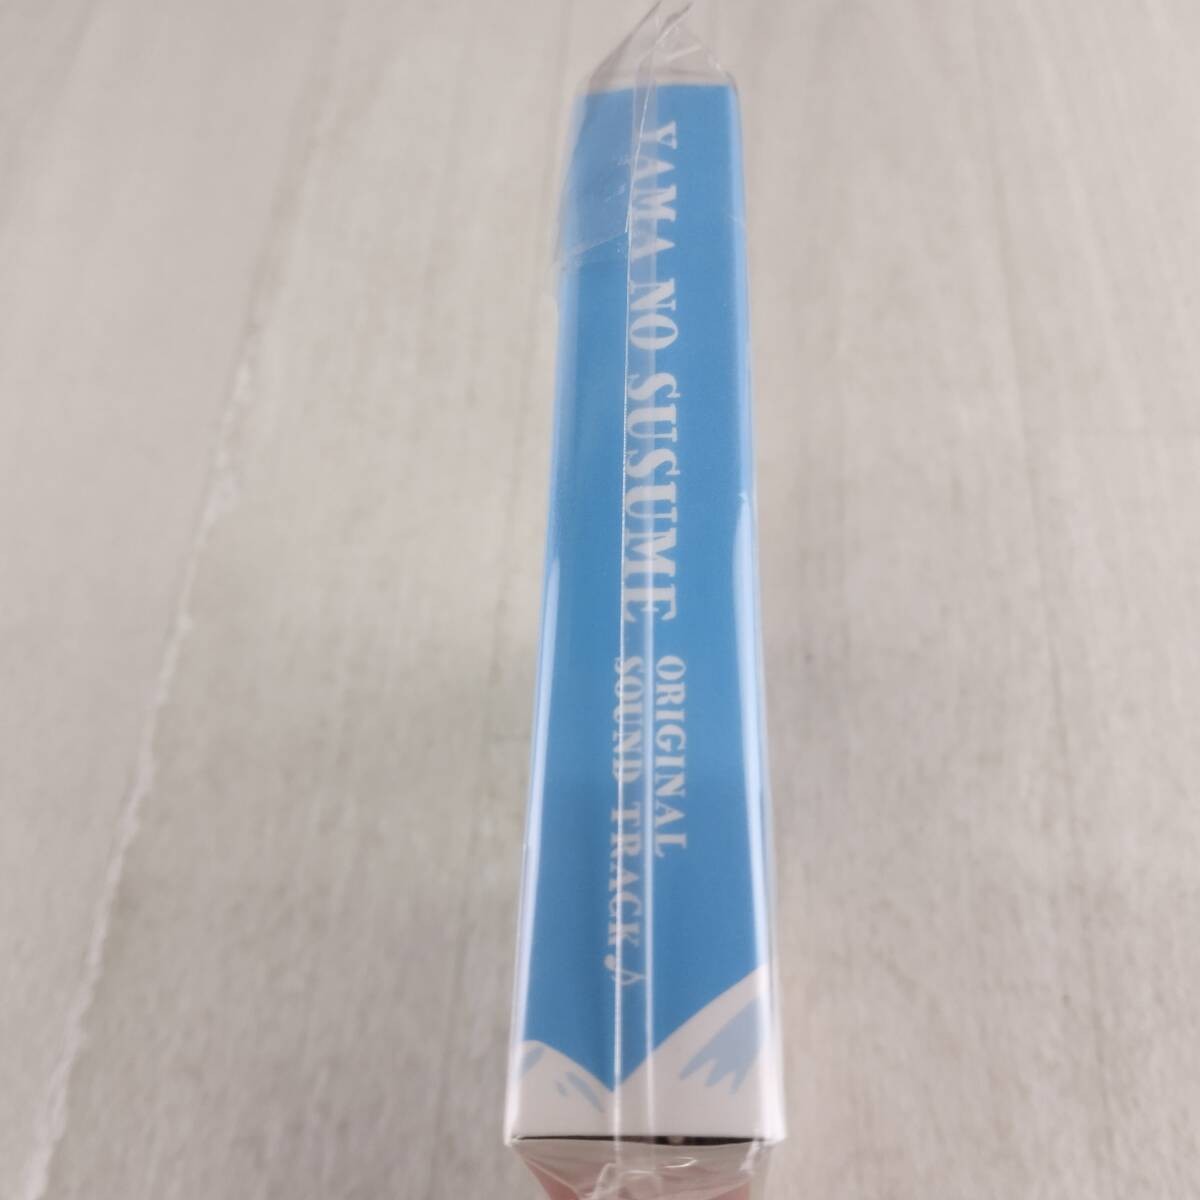 YAMA NO SUSUME
ORIGINAL
SOUND TRACK♪